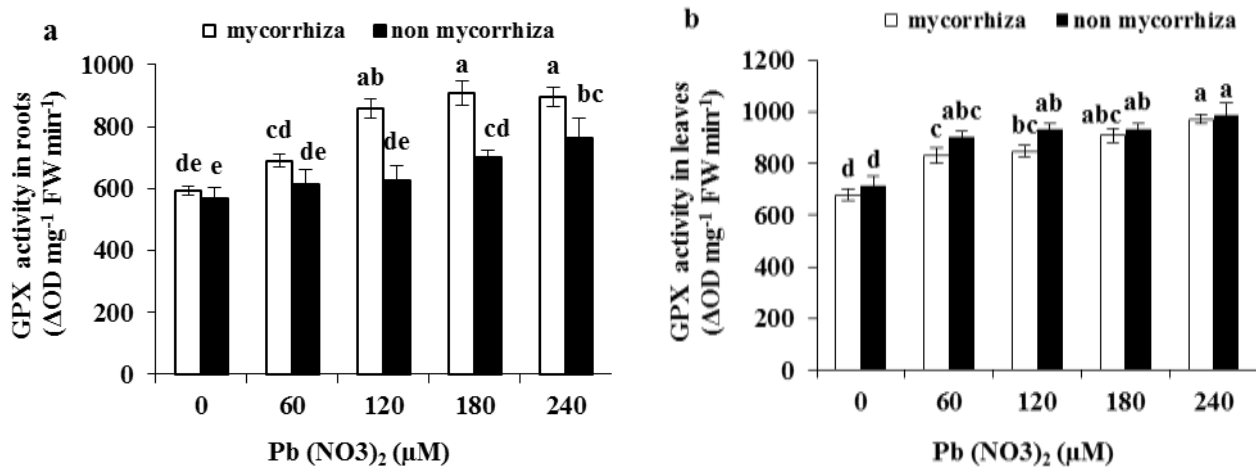 a
mycorrhiza non mycorrhiza
GPX activity in roots
(ΔOD mg⁻¹ FW min⁻¹)
1000
800
600
400
200
0
de e cd de ab de a cd a bc
0 60 120 180 240
Pb (NO3)₂ (µM)
b
mycorrhiza non mycorrhiza
GPX activity in leaves
(ΔOD mg⁻¹ FW min⁻¹)
1200
1000
800
600
400
200
0
d d c abc bc ab abc ab a a
0 60 120 180 240
Pb (NO3)₂ (µM)